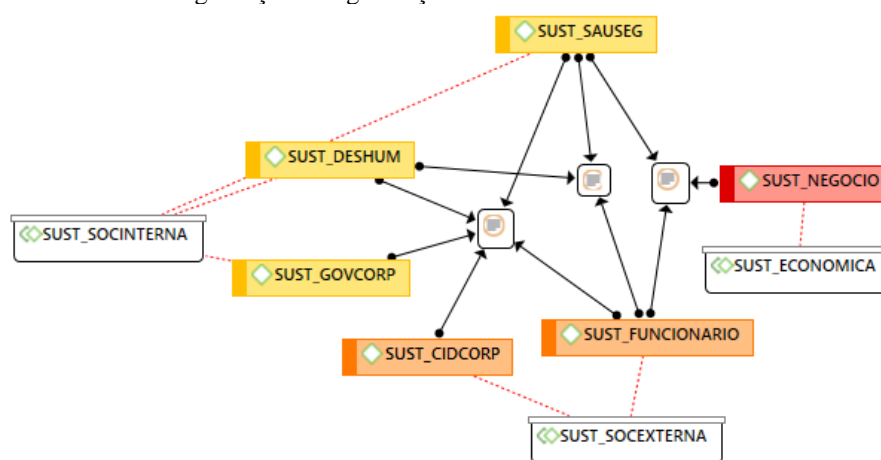 SUST_SAUSEG
SUST_DESHUM
SUST_NEGOCIO
SUST_SOCINTERNA
SUST_ECONOMICA
SUST_GOVCORP
SUST_FUNCIONARIO
SUST_CIDCORP
SUST_SOCEXTERNA